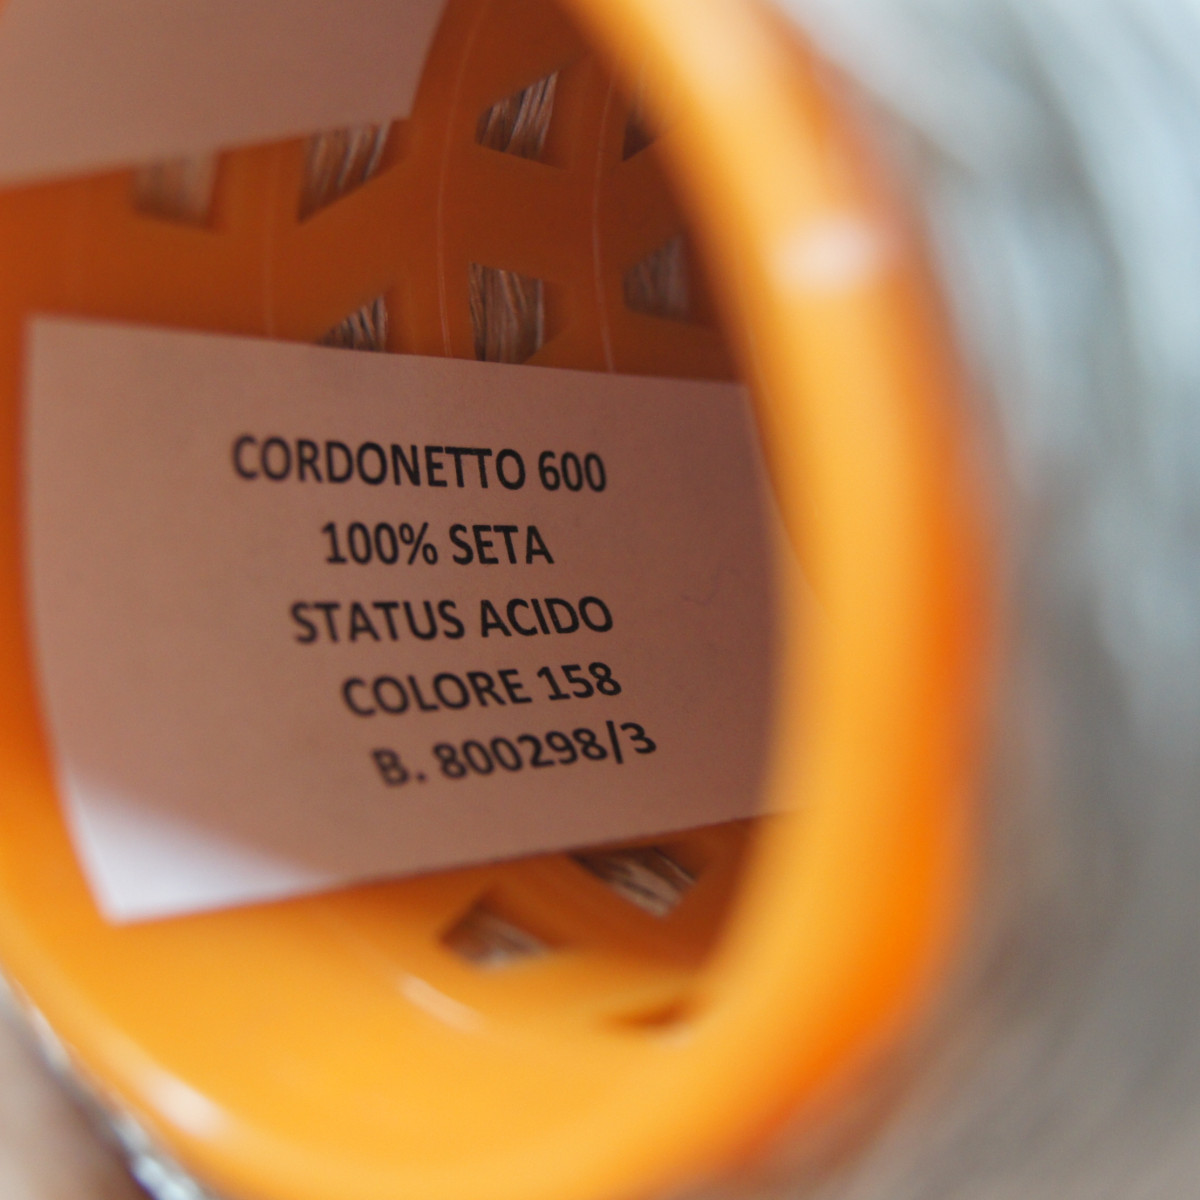 CORDONETTO 600
100% SETA
STATUS ACIDO
COLORE 158
B. 800298/3